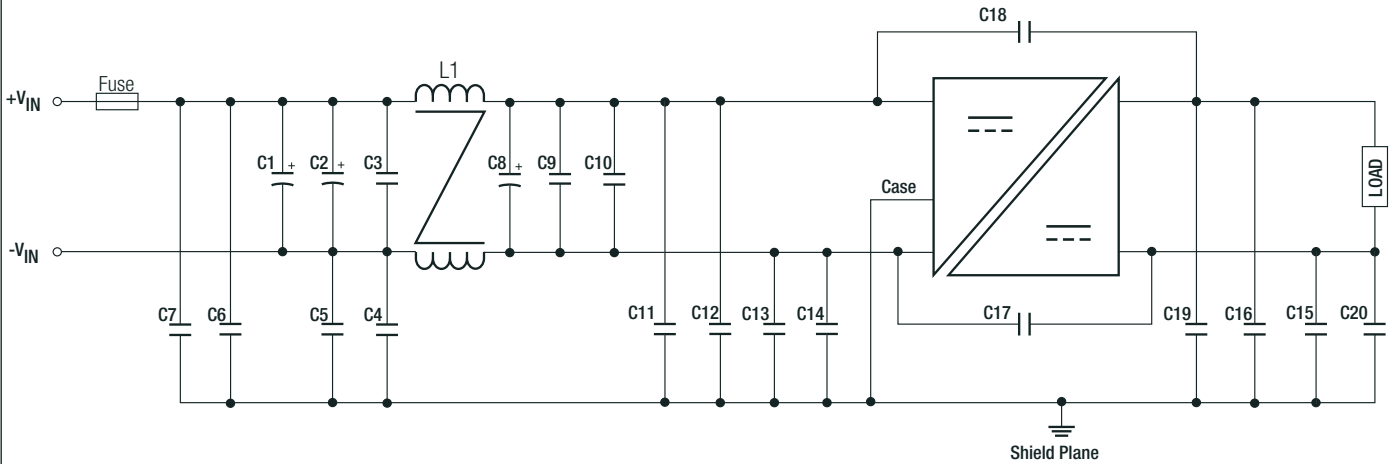 C18
+VIN
Fuse
L1
C1 +
C2 +
C3
C8 +
C9
C10
Case
LOAD
-VIN
C7
C6
C5
C4
C11
C12
C13
C14
C17
C19
C16
C15
C20
Shield Plane